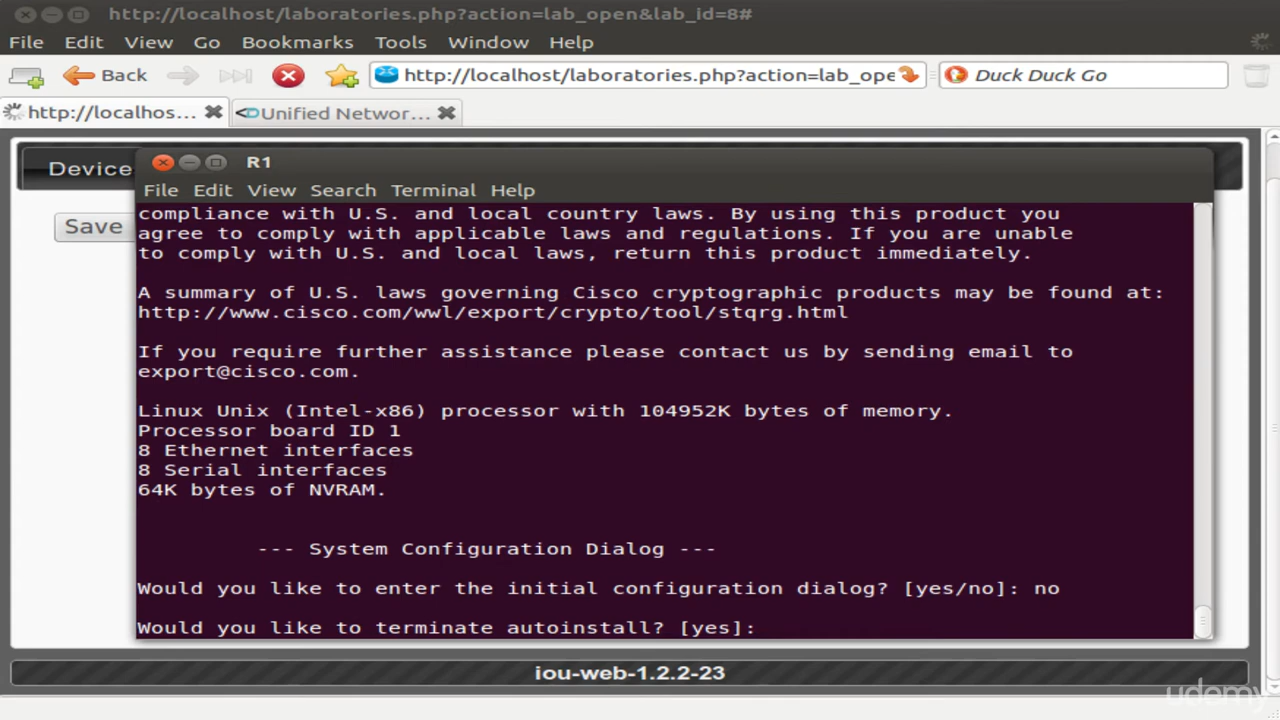 http://localhost/laboratories.php?action=lab_open&lab_id=8#
File Edit View Go Bookmarks Tools Window Help
Back http://localhost/laboratories.php?action=lab_ope Duck Duck Go
http://localhos... Unified Networ...
Device
R1
Save
File Edit View Search Terminal Help
compliance with U.S. and local country laws. By using this product you
agree to comply with applicable laws and regulations. If you are unable
to comply with U.S. and local laws, return this product immediately.
A summary of U.S. laws governing Cisco cryptographic products may be found at:
http://www.cisco.com/wwl/export/crypto/tool/stqrg.html
If you require further assistance please contact us by sending email to
export@cisco.com.
Linux Unix (Intel-x86) processor with 104952K bytes of memory.
Processor board ID 1
8 Ethernet interfaces
8 Serial interfaces
64K bytes of NVRAM.
--- System Configuration Dialog ---
Would you like to enter the initial configuration dialog? [yes/no]: no
Would you like to terminate autoinstall? [yes]:
iou-web-1.2.2-23
udemy